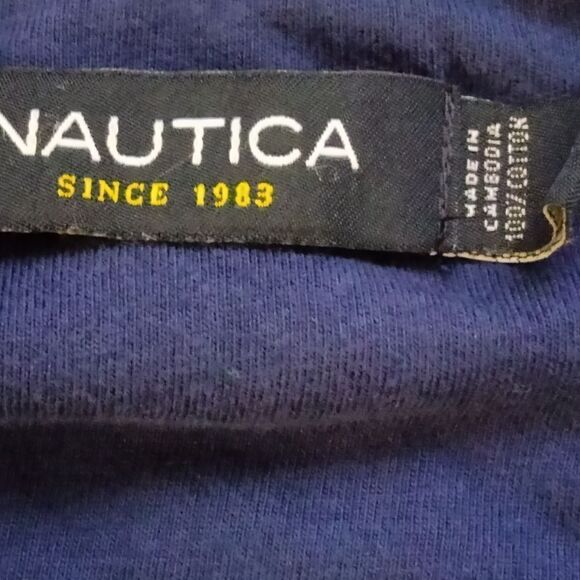 NAUTICA
SINCE 1983
MADE IN
CAMBODIA
100% COTTON